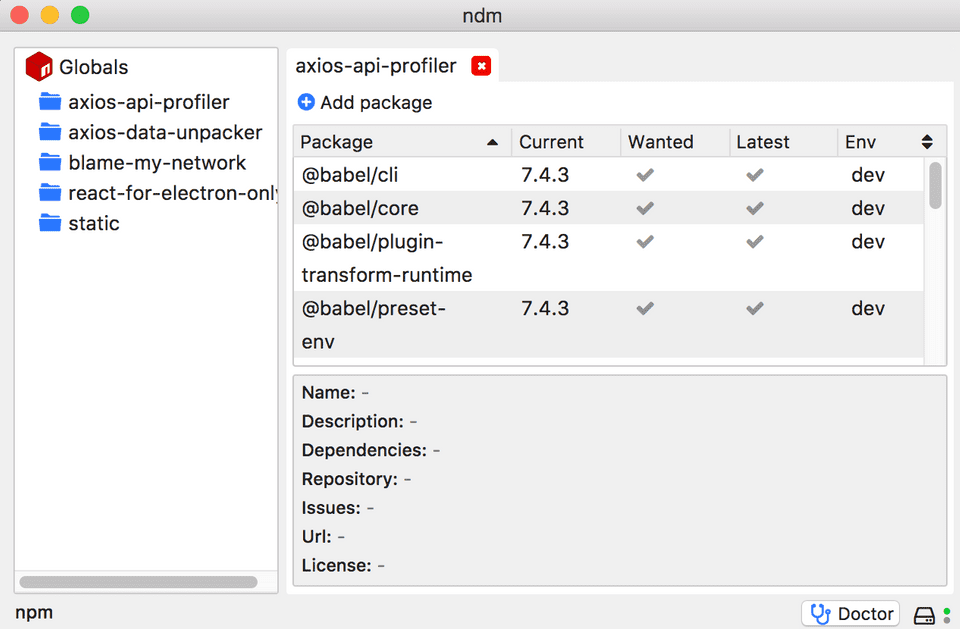 ndm
Globals
axios-api-profiler
axios-data-unpacker
blame-my-network
react-for-electron-only
static
axios-api-profiler
Add package
Package Current Wanted Latest Env
@babel/cli 7.4.3 dev
@babel/core 7.4.3 dev
@babel/plugin- 7.4.3 dev
transform-runtime
@babel/preset- 7.4.3 dev
env
Name: -
Description: -
Dependencies: -
Repository: -
Issues: -
Url: -
License: -
npm
Doctor